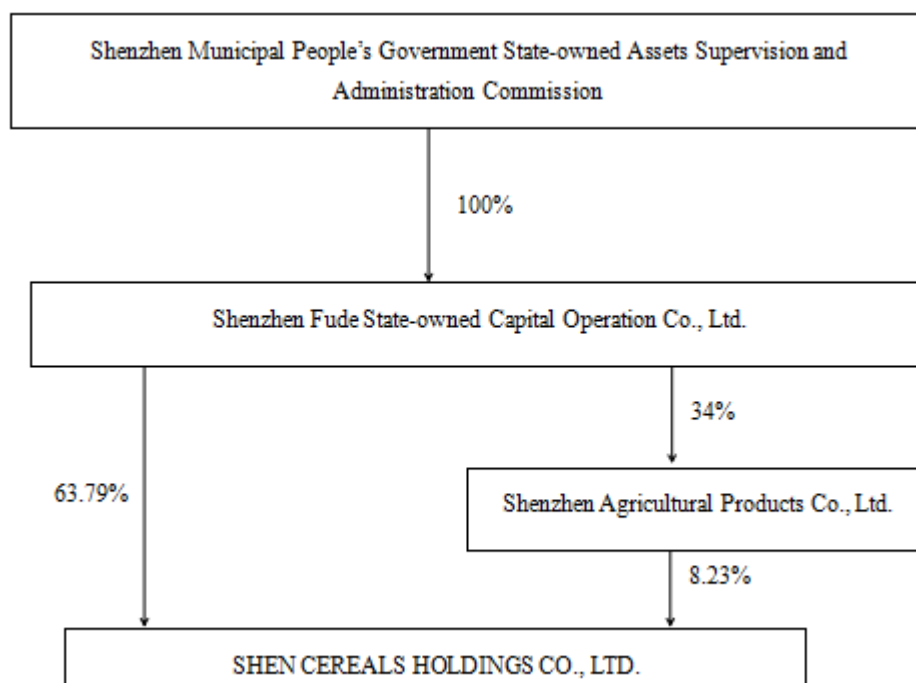 Shenzhen Municipal People's Government State-owned Assets Supervision and
Administration Commission
100%
Shenzhen Fude State-owned Capital Operation Co., Ltd.
34%
63.79%
Shenzhen Agricultural Products Co., Ltd.
8.23%
SHEN CEREALS HOLDINGS CO., LTD.